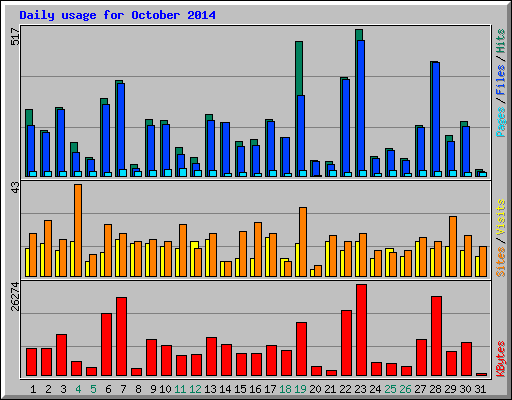 Daily usage for October 2014
517
Pages / Files / Hits
43
Sites / Visits
26274
KBytes
1 2 3 4 5 6 7 8 9 10 11 12 13 14 15 16 17 18 19 20 21 22 23 24 25 26 27 28 29 30 31